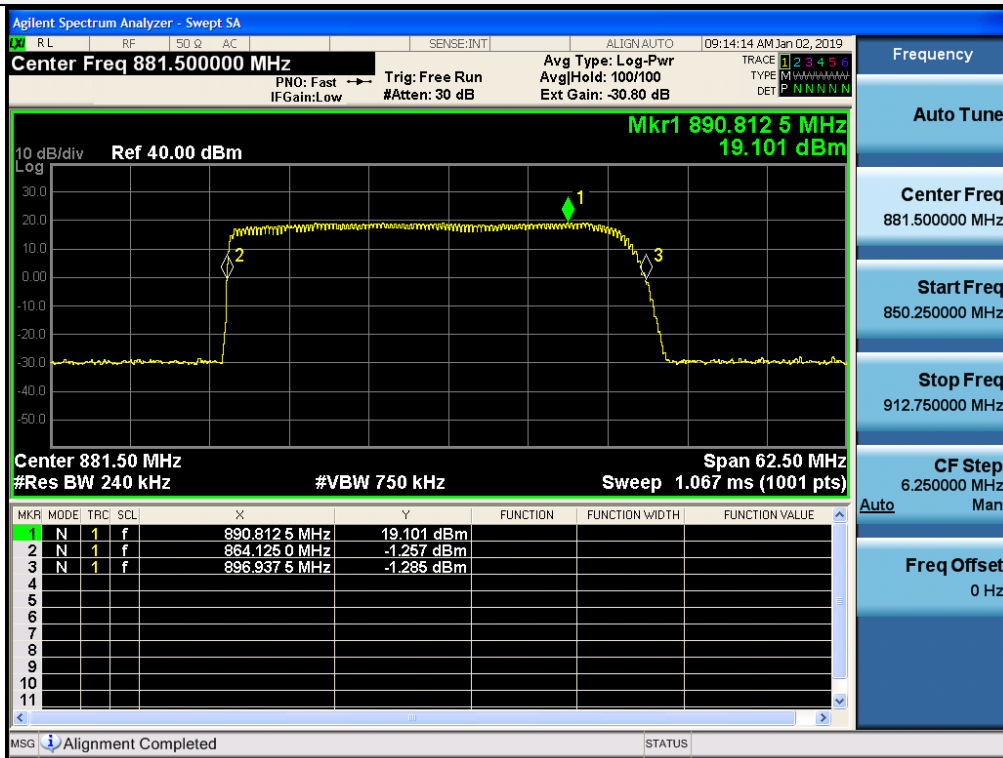 Agilent Spectrum Analyzer - Swept SA
LXI RL RF 50 Ω AC SENSE:INT ALIGN AUTO 09:14:14 AM Jan 02, 2019
Center Freq 881.500000 MHz
PNO: Fast
IFGain:Low
Trig: Free Run
#Atten: 30 dB
Avg Type: Log-Pwr
Avg|Hold: 100/100
Ext Gain: -30.80 dB
TRACE 1 2 3 4 5 6
TYPE M
DET P N N N N N
Mkr1 890.812 5 MHz
19.101 dBm
10 dB/div Ref 40.00 dBm
Log
30.0
20.0
10.0
0.00
-10.0
-20.0
-30.0
-40.0
-50.0
1
2
3
Center 881.50 MHz Span 62.50 MHz
#Res BW 240 kHz #VBW 750 kHz Sweep 1.067 ms (1001 pts)
MKR MODE TRC SCL X Y FUNCTION FUNCTION WIDTH FUNCTION VALUE
1 N 1 f 890.812 5 MHz 19.101 dBm
2 N 1 f 864.125 0 MHz -1.257 dBm
3 N 1 f 896.937 5 MHz -1.285 dBm
4
5
6
7
8
9
10
11
MSG Alignment Completed STATUS
Frequency
Auto Tune
Center Freq
881.500000 MHz
Start Freq
850.250000 MHz
Stop Freq
912.750000 MHz
CF Step
6.250000 MHz
Auto Man
Freq Offset
0 Hz